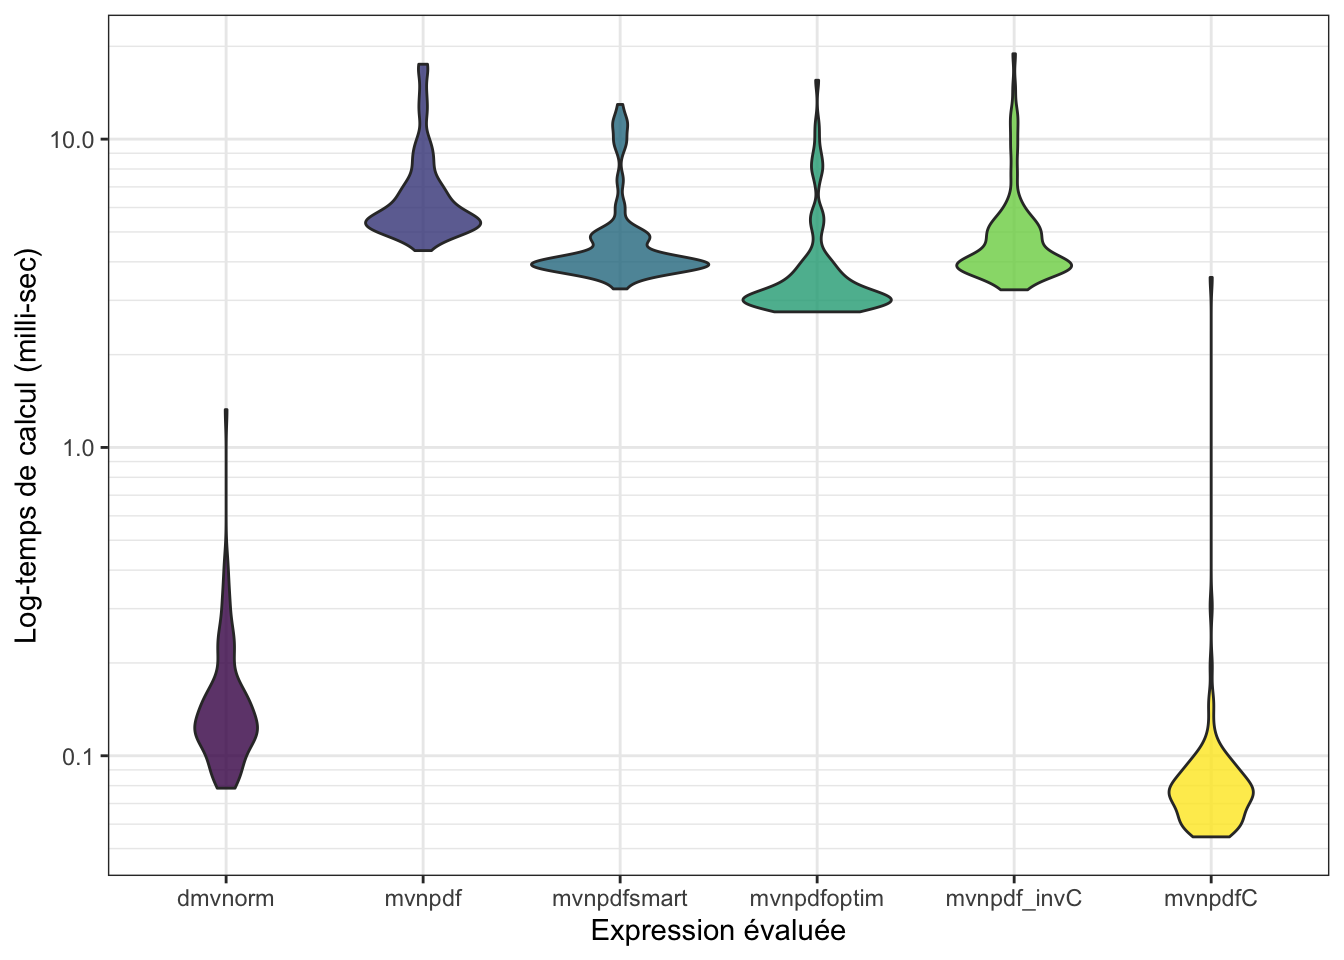 Log-temps de calcul (milli-sec)
10.0
1.0
0.1
dmvnorm mvnpdf mvnpdfsmart mvnpdfoptim mvnpdf_invC mvnpdfC
Expression évaluée